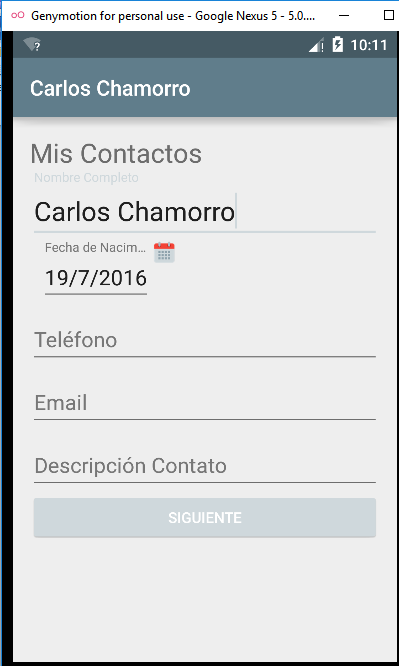 Genymotion for personal use - Google Nexus 5 - 5.0....
10:11
Carlos Chamorro
Mis Contactos
Nombre Completo
Carlos Chamorro
Fecha de Nacim...
19/7/2016
Teléfono
Email
Descripción Contato
SIGUIENTE